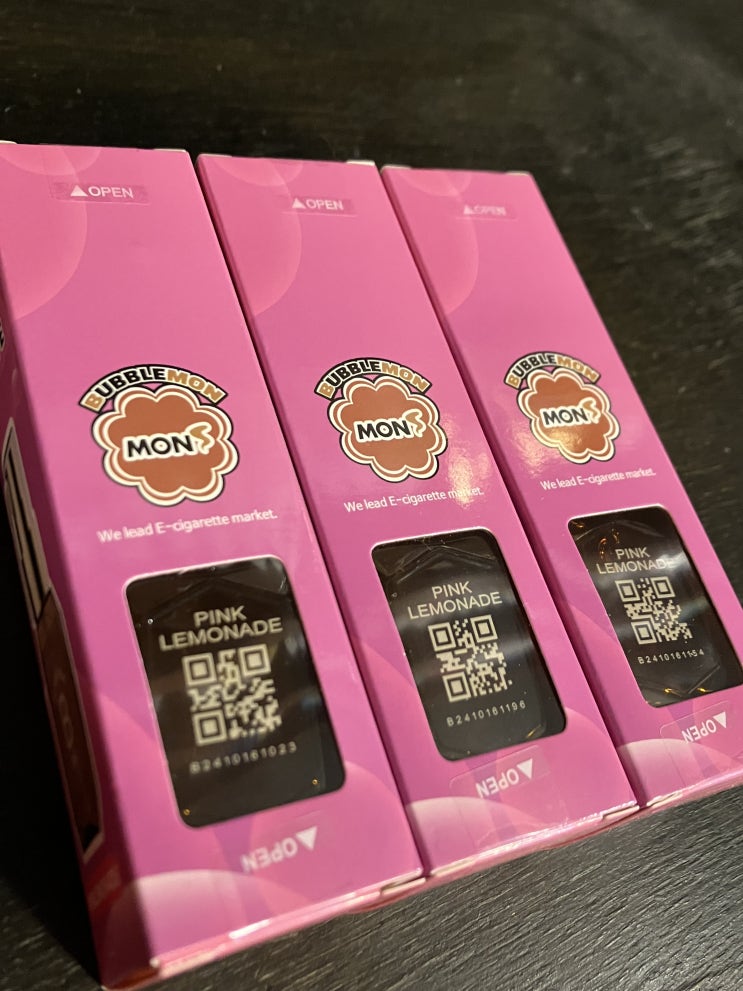 ▲OPEN
BUBBLEMON
MONS
We lead E-cigarette market.
PINK
LEMONADE
B2410161023
▲OPEN
▲OPEN
BUBBLEMON
MONS
We lead E-cigarette market.
PINK
LEMONADE
B2410161196
▲OPEN
▲OPEN
BUBBLEMON
MONS
We lead E-cigarette market.
PINK
LEMONADE
B2410161154
▲OPEN